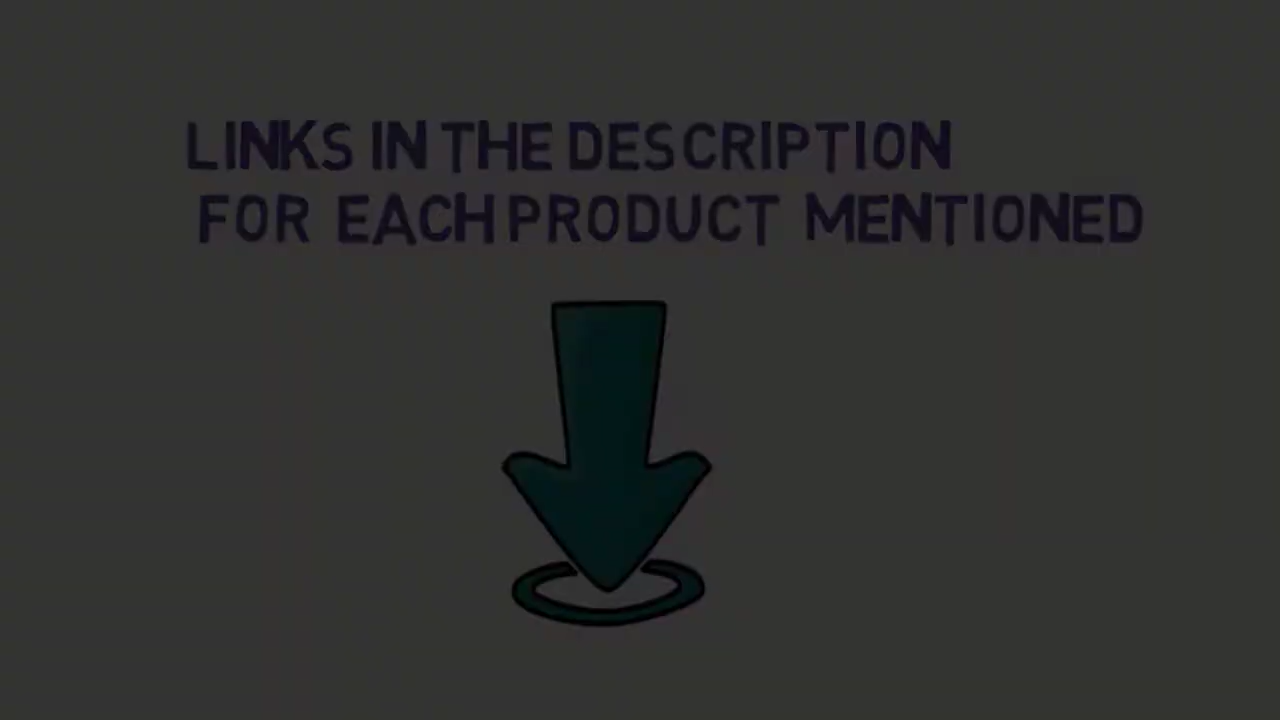 LINKS IN THE DESCRIPTION
FOR EACH PRODUCT MENTIONED